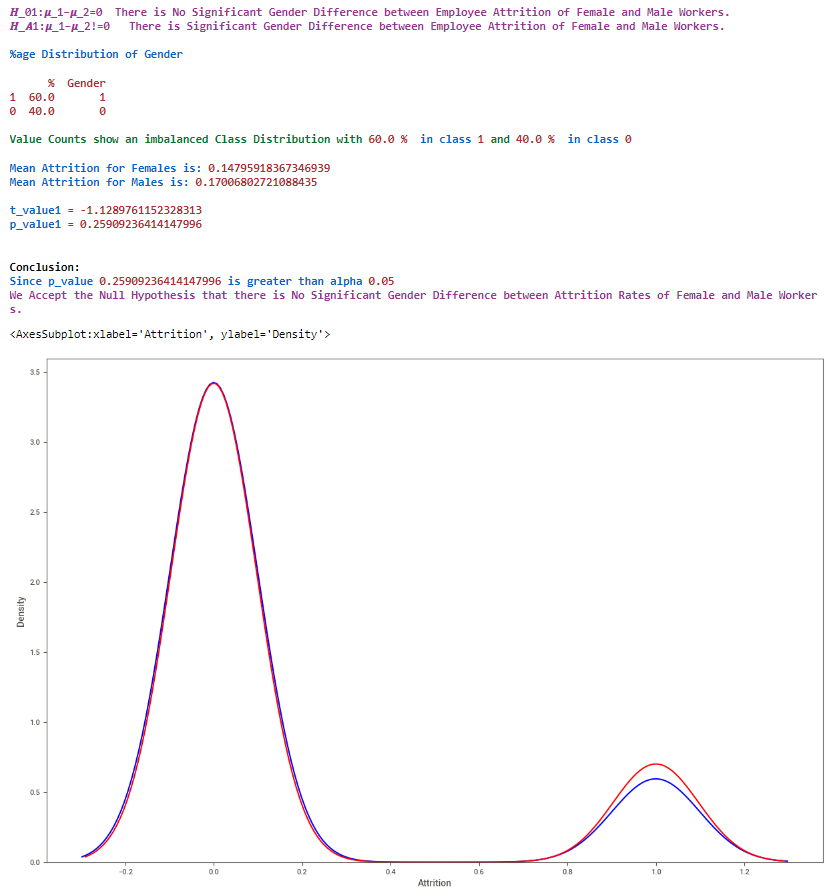 H_01:μ_1-μ_2=0  There is No Significant Gender Difference between Employee Attrition of Female and Male Workers.
H_A1:μ_1-μ_2!=0   There is Significant Gender Difference between Employee Attrition of Female and Male Workers.
%age Distribution of Gender
%  Gender
1  60.0       1
0  40.0       0
Value Counts show an imbalanced Class Distribution with 60.0 %  in class 1 and 40.0 %  in class 0
Mean Attrition for Females is: 0.14795918367346939
Mean Attrition for Males is: 0.17006802721088435
t_value1 = -1.1289761152328313
p_value1 = 0.25909236414147996
Conclusion:
Since p_value 0.25909236414147996 is greater than alpha 0.05
We Accept the Null Hypothesis that there is No Significant Gender Difference between Attrition Rates of Female and Male Worker
s.
<AxesSubplot:xlabel='Attrition', ylabel='Density'>
3.5
3.0
2.5
2.0
1.5
1.0
0.5
0.0
Density
-0.2 0.0 0.2 0.4 0.6 0.8 1.0 1.2
Attrition